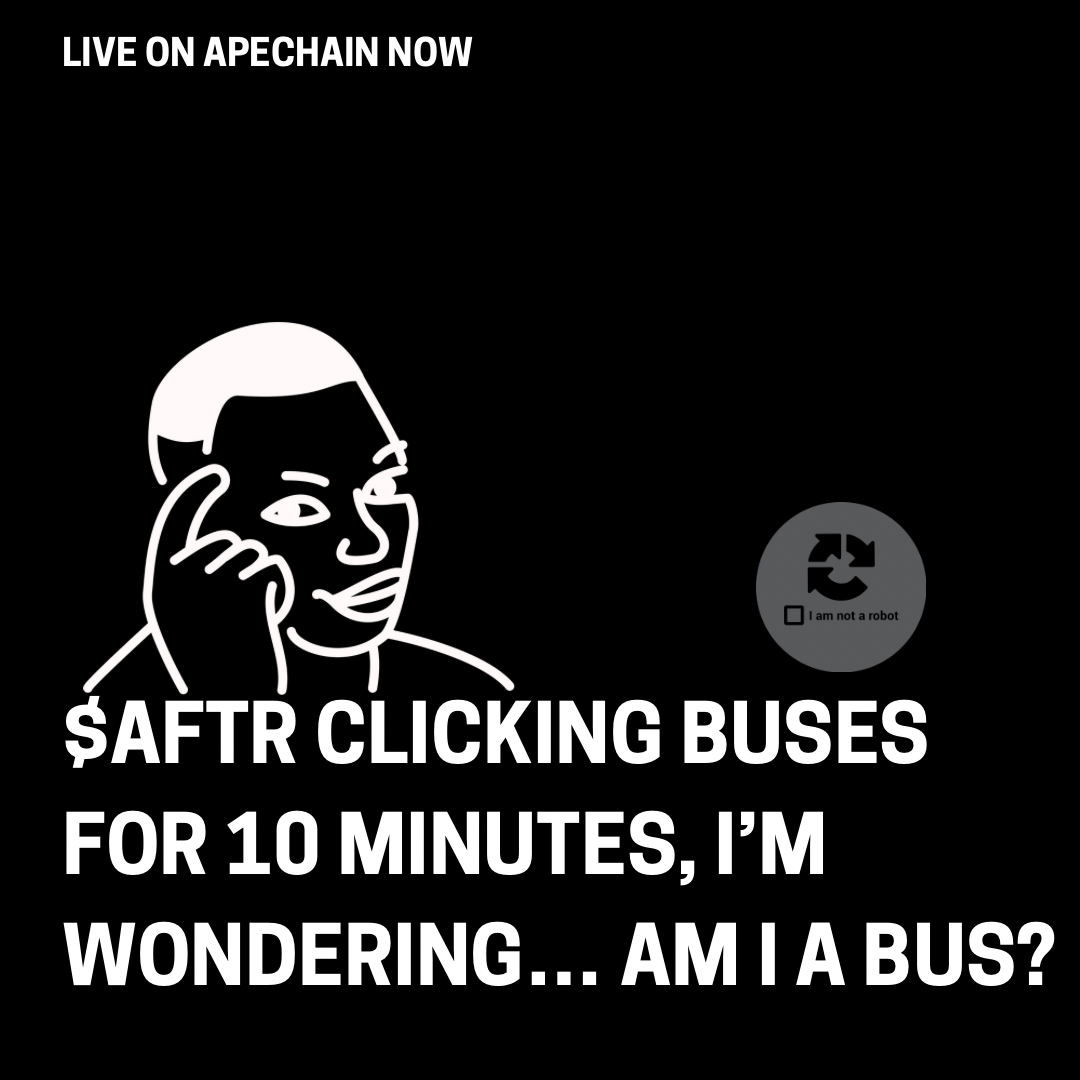 LIVE ON APECHAIN NOW
I am not a robot
$AFTR CLICKING BUSES
FOR 10 MINUTES, I’M
WONDERING... AM I A BUS?